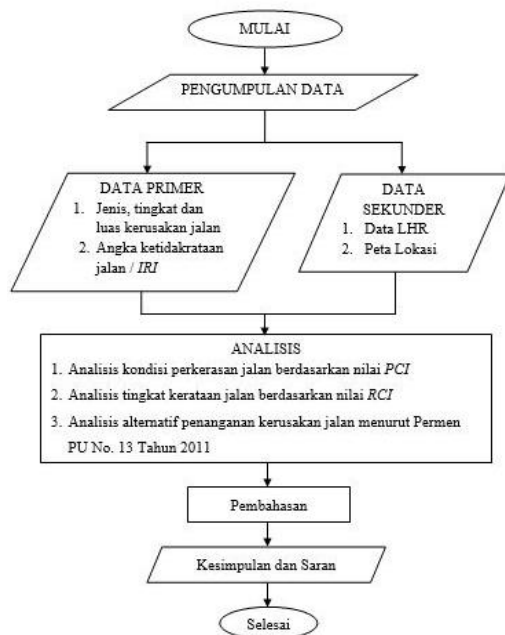 MULAI
PENGUMPULAN DATA
DATA PRIMER
1. Jenis, tingkat dan
luas kerusakan jalan
2. Angka ketidakrataan
jalan / IRI
DATA
SEKUNDER
1. Data LHR
2. Peta Lokasi
ANALISIS
1. Analisis kondisi perkerasan jalan berdasarkan nilai PCI
2. Analisis tingkat kerataan jalan berdasarkan nilai RCI
3. Analisis alternatif penanganan kerusakan jalan menurut Permen
PU No. 13 Tahun 2011
Pembahasan
Kesimpulan dan Saran
Selesai